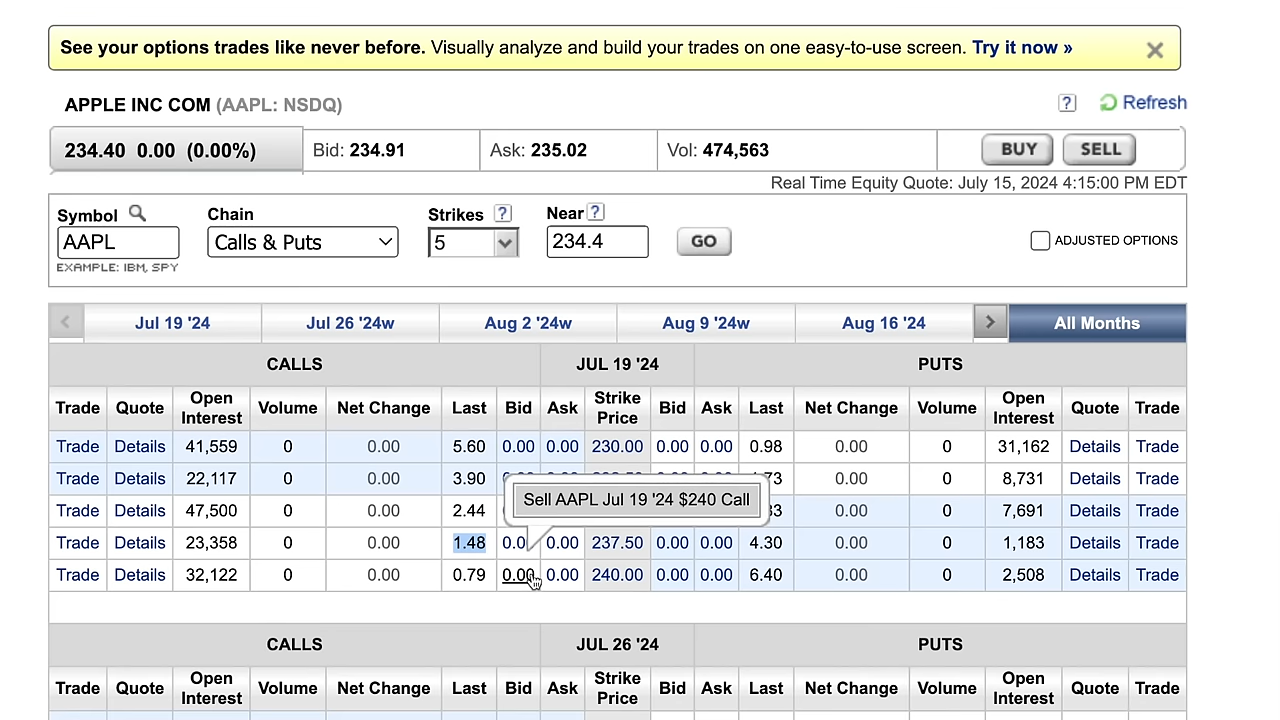 See your options trades like never before. Visually analyze and build your trades on one easy-to-use screen. Try it now »
APPLE INC COM (AAPL: NSDQ) ? Refresh
234.40 0.00 (0.00%) Bid: 234.91 Ask: 235.02 Vol: 474,563 BUY SELL
Real Time Equity Quote: July 15, 2024 4:15:00 PM EDT
Symbol Chain Strikes ? Near ?
AAPL Calls & Puts 5 234.4 GO ADJUSTED OPTIONS
EXAMPLE: IBM, SPY
Jul 19 '24 Jul 26 '24w Aug 2 '24w Aug 9 '24w Aug 16 '24 All Months
CALLS JUL 19 '24 PUTS
Trade Quote Open Interest Volume Net Change Last Bid Ask Strike Price Bid Ask Last Net Change Volume Open Interest Quote Trade
Trade Details 41,559 0 0.00 5.60 0.00 0.00 230.00 0.00 0.00 0.98 0.00 0 31,162 Details Trade
Trade Details 22,117 0 0.00 3.90 0.00 0 8,731 Details Trade
Sell AAPL Jul 19 '24 $240 Call
Trade Details 47,500 0 0.00 2.44 0.00 0 7,691 Details Trade
Trade Details 23,358 0 0.00 1.48 0.0 0.00 237.50 0.00 0.00 4.30 0.00 0 1,183 Details Trade
Trade Details 32,122 0 0.00 0.79 0.00 0.00 240.00 0.00 0.00 6.40 0.00 0 2,508 Details Trade
CALLS JUL 26 '24 PUTS
Trade Quote Open Interest Volume Net Change Last Bid Ask Strike Price Bid Ask Last Net Change Volume Open Interest Quote Trade